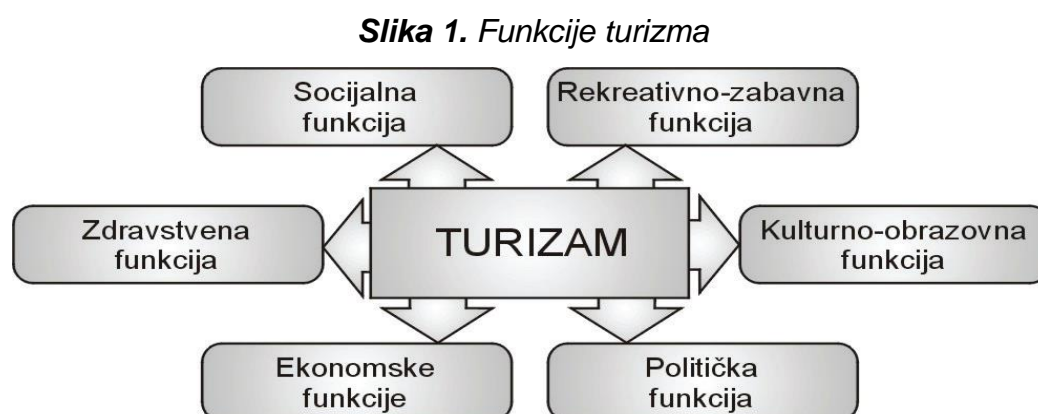 Slika 1. Funkcije turizma
Socijalna
funkcija
Rekreativno-zabavna
funkcija
Zdravstvena
funkcija
TURIZAM
Kulturno-obrazovna
funkcija
Ekonomske
funkcije
Politička
funkcija